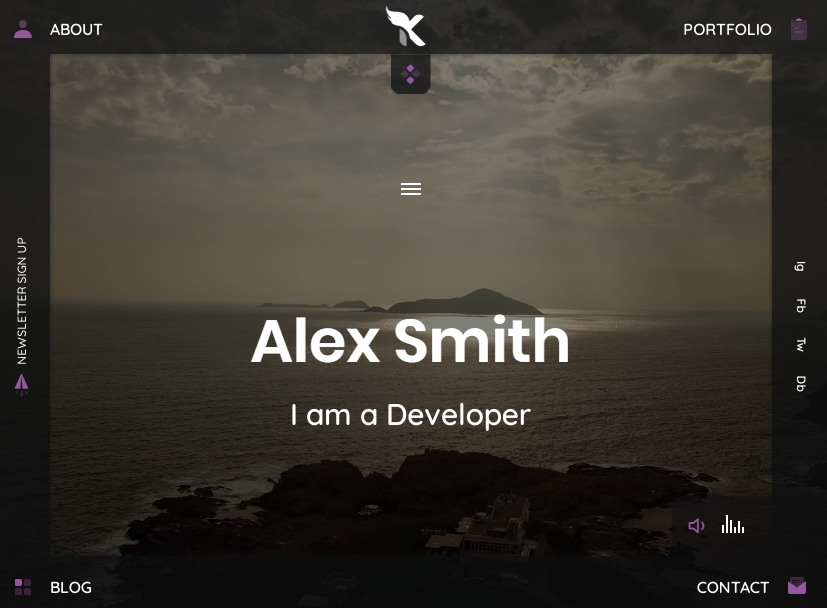 ABOUT
PORTFOLIO
NEWSLETTER SIGN UP
Ig
Fb
Tw
Db
Alex Smith
I am a Developer
BLOG
CONTACT